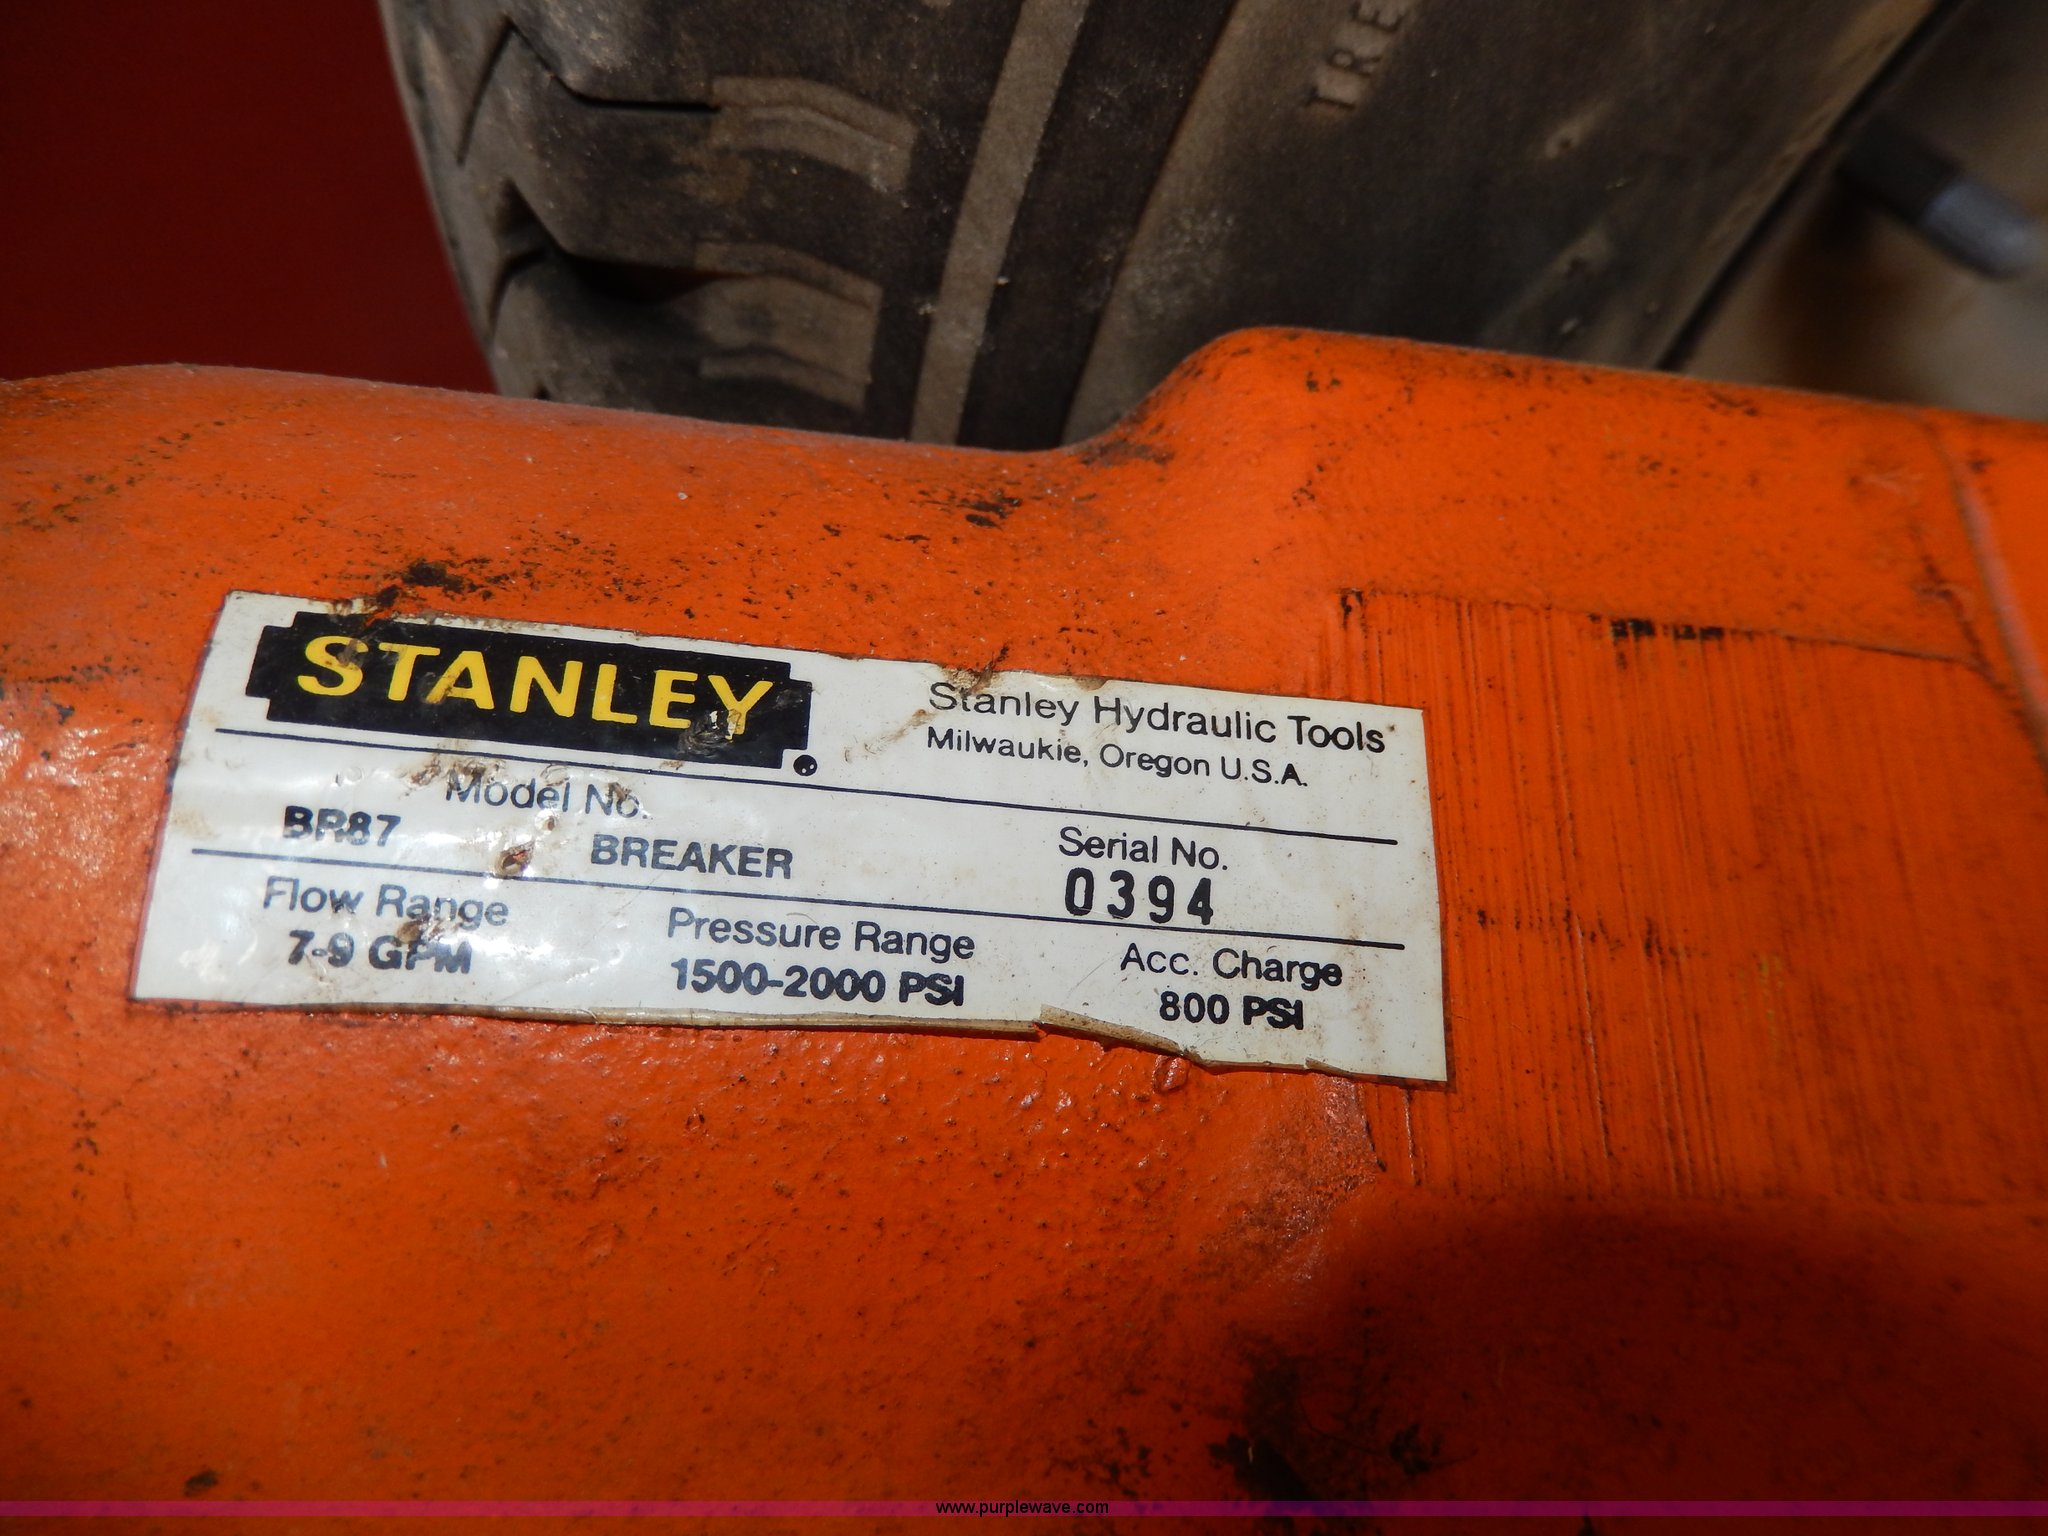 TRE
STANLEY
Stanley Hydraulic Tools
Milwaukie, Oregon U.S.A.
Model No.
BR87 BREAKER
Serial No.
0394
Flow Range
7-9 GPM
Pressure Range
1500-2000 PSI
Acc. Charge
800 PSI
www.purplewave.com